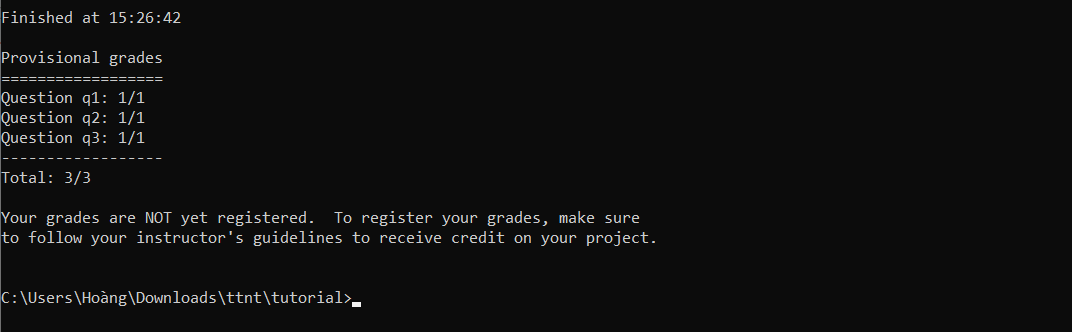 Finished at 15:26:42
Provisional grades
==================
Question q1: 1/1
Question q2: 1/1
Question q3: 1/1
------------------
Total: 3/3
Your grades are NOT yet registered.  To register your grades, make sure
to follow your instructor's guidelines to receive credit on your project.
C:\Users\Hoàng\Downloads\ttnt\tutorial>